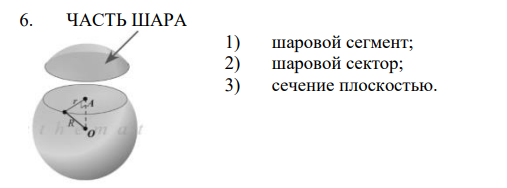 6. ЧАСТЬ ШАРА
1) шаровой сегмент;
2) шаровой сектор;
3) сечение плоскостью.
r A
R
O